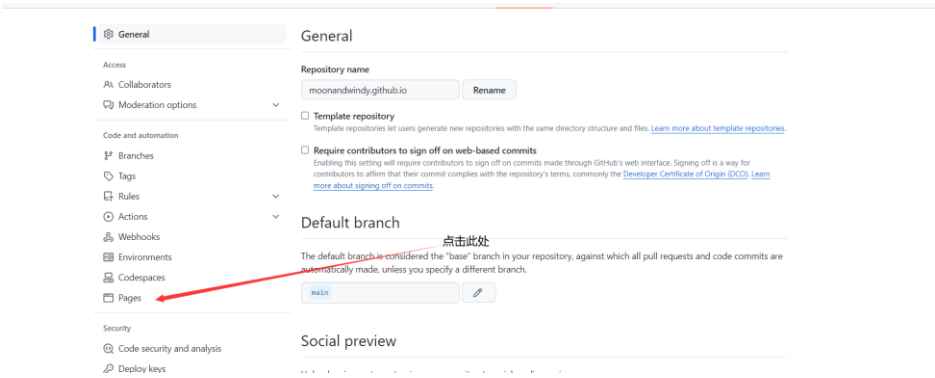 General
Access
Collaborators
Moderation options
Code and automation
Branches
Tags
Rules
Actions
Webhooks
Environments
Codespaces
Pages
Security
Code security and analysis
Deploy keys
General
Repository name
moonandwindy.github.io
Rename
Template repository
Template repositories let users generate new repositories with the same directory structure and files. Learn more about template repositories.
Require contributors to sign off on web-based commits
Enabling this setting will require contributors to sign off on commits made through GitHub's web interface. Signing off is a way for
contributors to affirm that their commit complies with the repository's terms, commonly the Developer Certificate of Origin (DCO). Learn
more about signing off on commits.
Default branch
点击此处
The default branch is considered the "base" branch in your repository, against which all pull requests and code commits are
automatically made, unless you specify a different branch.
main
Social preview